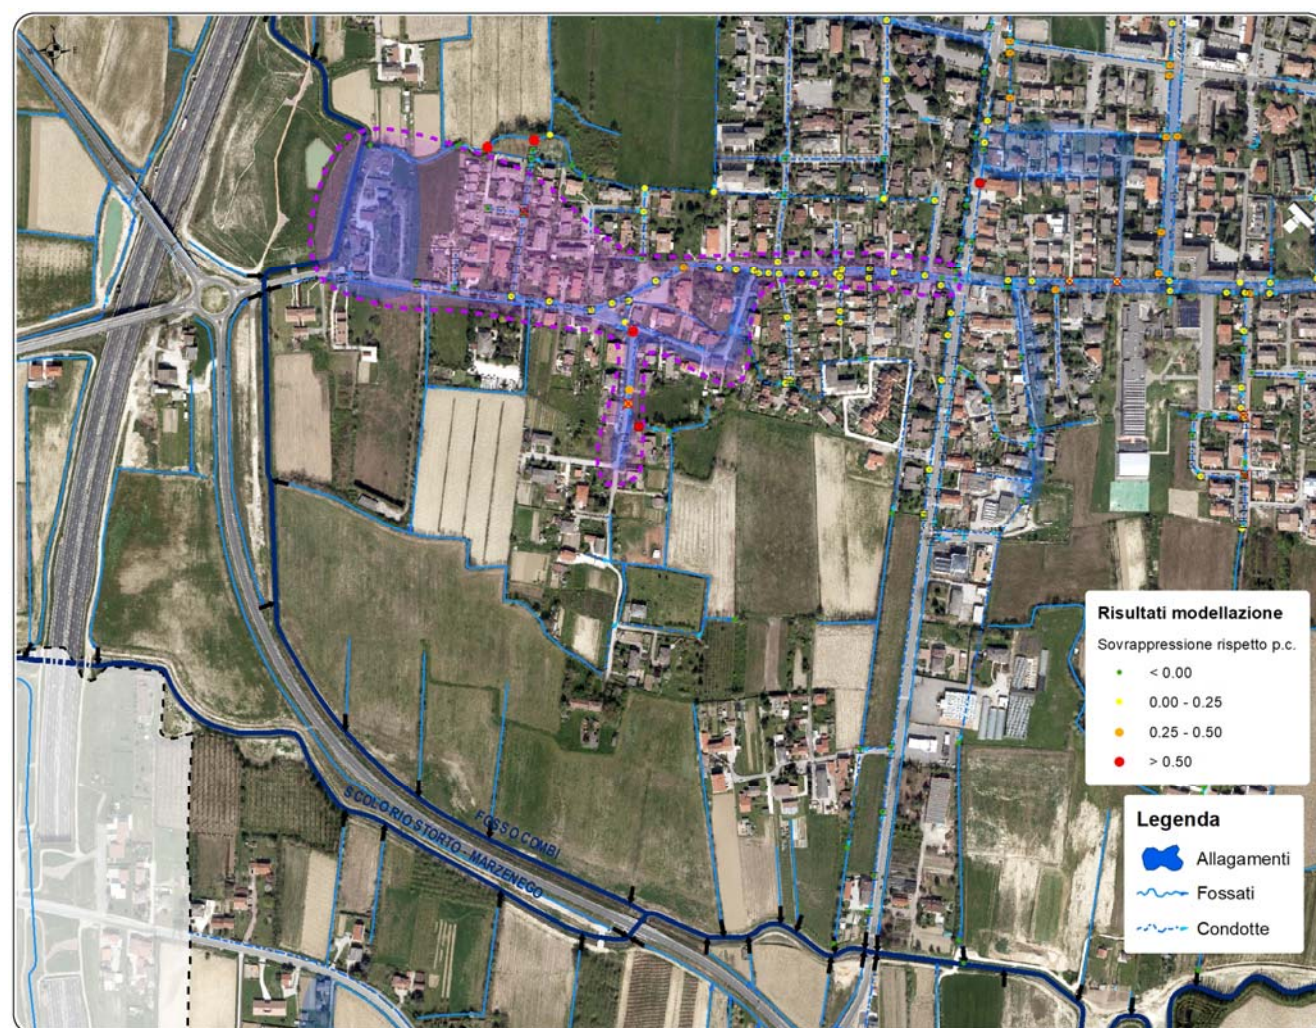 E
SCOLO RIO STORTO - MARZENEGO
FOSSO COMBI
Risultati modellazione
Sovrappressione rispetto p.c.
< 0.00
0.00 - 0.25
0.25 - 0.50
> 0.50
Legenda
Allagamenti
Fossati
Condotte